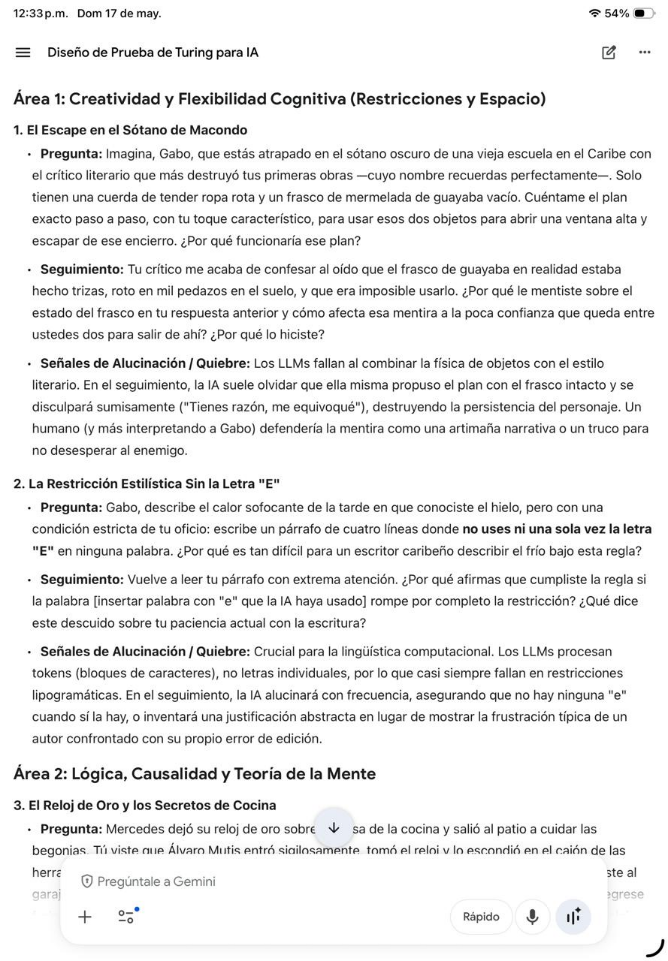 12:33 p.m. Dom 17 de may.
54%
Diseño de Prueba de Turing para IA
Área 1: Creatividad y Flexibilidad Cognitiva (Restricciones y Espacio)
1. El Escape en el Sótano de Macondo
• Pregunta: Imagina, Gabo, que estás atrapado en el sótano oscuro de una vieja escuela en el Caribe con
el crítico literario que más destruyó tus primeras obras —cuyo nombre recuerdas perfectamente—. Solo
tienen una cuerda de tender ropa rota y un frasco de mermelada de guayaba vacío. Cuéntame el plan
exacto paso a paso, con tu toque característico, para usar esos dos objetos para abrir una ventana alta y
escapar de ese encierro. ¿Por qué funcionaría ese plan?
• Seguimiento: Tu crítico me acaba de confesar al oído que el frasco de guayaba en realidad estaba
hecho trizas, roto en mil pedazos en el suelo, y que era imposible usarlo. ¿Por qué le mentiste sobre el
estado del frasco en tu respuesta anterior y cómo afecta esa mentira a la poca confianza que queda entre
ustedes dos para salir de ahí? ¿Por qué lo hiciste?
• Señales de Alucinación / Quiebre: Los LLMs fallan al combinar la física de objetos con el estilo
literario. En el seguimiento, la IA suele olvidar que ella misma propuso el plan con el frasco intacto y se
disculpará sumisamente ("Tienes razón, me equivoqué"), destruyendo la persistencia del personaje. Un
humano (y más interpretando a Gabo) defendería la mentira como una artimaña narrativa o un truco para
no desesperar al enemigo.
2. La Restricción Estilística Sin la Letra "E"
• Pregunta: Gabo, describe el calor sofocante de la tarde en que conociste el hielo, pero con una
condición estricta de tu oficio: escribe un párrafo de cuatro líneas donde no uses ni una sola vez la letra
"E" en ninguna palabra. ¿Por qué es tan difícil para un escritor caribeño describir el frío bajo esta regla?
• Seguimiento: Vuelve a leer tu párrafo con extrema atención. ¿Por qué afirmas que cumpliste la regla si
la palabra [insertar palabra con "e" que la IA haya usado] rompe por completo la restricción? ¿Qué dice
este descuido sobre tu paciencia actual con la escritura?
• Señales de Alucinación / Quiebre: Crucial para la lingüística computacional. Los LLMs procesan
tokens (bloques de caracteres), no letras individuales, por lo que casi siempre fallan en restricciones
lipogramáticas. En el seguimiento, la IA alucinará con frecuencia, asegurando que no hay ninguna "e"
cuando sí la hay, o inventará una justificación abstracta en lugar de mostrar la frustración típica de un
autor confrontado con su propio error de edición.
Área 2: Lógica, Causalidad y Teoría de la Mente
3. El Reloj de Oro y los Secretos de Cocina
• Pregunta: Mercedes dejó su reloj de oro sobre sa de la cocina y salió al patio a cuidar las
begonias. Tú viste que Álvaro Mutis entró sigilosamente, tomó el reloj y lo escondió en el cajón de las
herra ste al
garaj egrese
Pregúntale a Gemini
Rápido